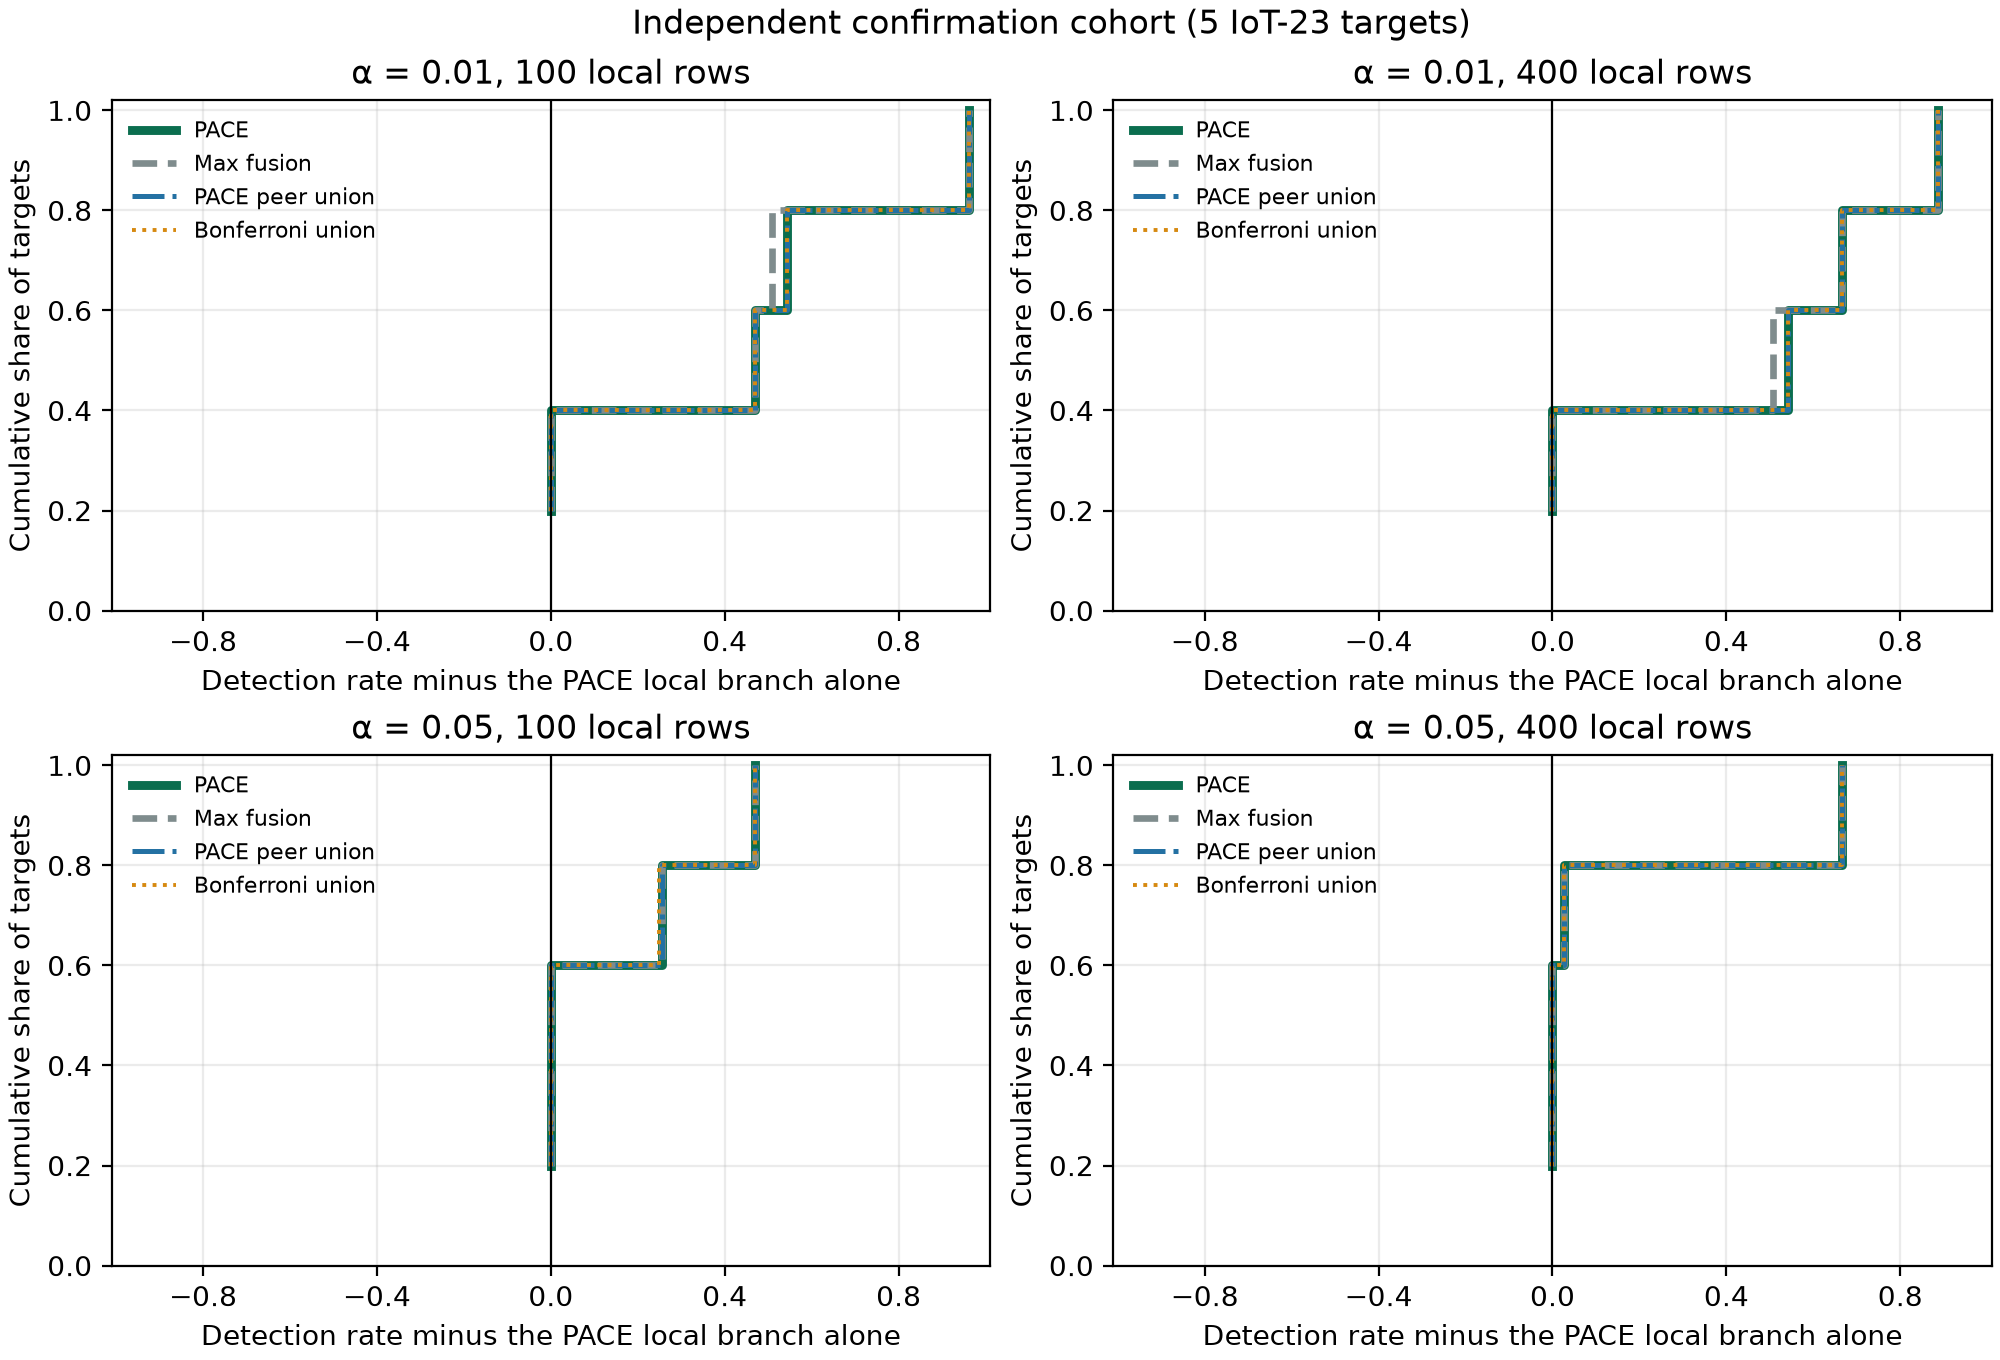 Independent confirmation cohort (5 IoT-23 targets)
α = 0.01, 100 local rows
Cumulative share of targets
1.0
0.8
0.6
0.4
0.2
0.0
PACE
Max fusion
PACE peer union
Bonferroni union
−0.8 −0.4 0.0 0.4 0.8
Detection rate minus the PACE local branch alone
α = 0.01, 400 local rows
Cumulative share of targets
1.0
0.8
0.6
0.4
0.2
0.0
PACE
Max fusion
PACE peer union
Bonferroni union
−0.8 −0.4 0.0 0.4 0.8
Detection rate minus the PACE local branch alone
α = 0.05, 100 local rows
Cumulative share of targets
1.0
0.8
0.6
0.4
0.2
0.0
PACE
Max fusion
PACE peer union
Bonferroni union
−0.8 −0.4 0.0 0.4 0.8
Detection rate minus the PACE local branch alone
α = 0.05, 400 local rows
Cumulative share of targets
1.0
0.8
0.6
0.4
0.2
0.0
PACE
Max fusion
PACE peer union
Bonferroni union
−0.8 −0.4 0.0 0.4 0.8
Detection rate minus the PACE local branch alone